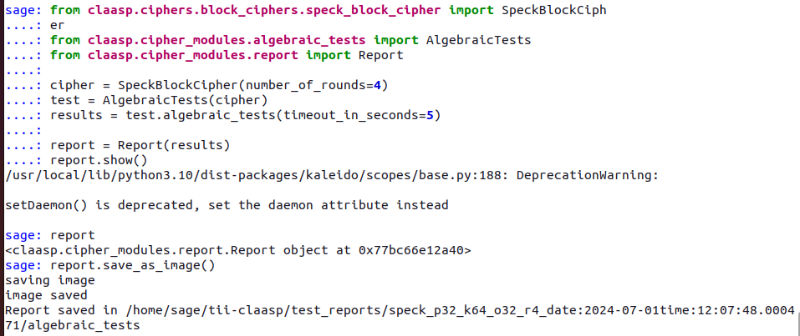 sage: from claasp.ciphers.block_ciphers.speck_block_cipher import SpeckBlockCiph
....: er
....: from claasp.cipher_modules.algebraic_tests import AlgebraicTests
....: from claasp.cipher_modules.report import Report
....:
....: cipher = SpeckBlockCipher(number_of_rounds=4)
....: test = AlgebraicTests(cipher)
....: results = test.algebraic_tests(timeout_in_seconds=5)
....:
....: report = Report(results)
....: report.show()
/usr/local/lib/python3.10/dist-packages/kaleido/scopes/base.py:188: DeprecationWarning:
setDaemon() is deprecated, set the daemon attribute instead
sage: report
<claasp.cipher_modules.report.Report object at 0x77bc66e12a40>
sage: report.save_as_image()
saving image
image saved
Report saved in /home/sage/tii-claasp/test_reports/speck_p32_k64_o32_r4_date:2024-07-01time:12:07:48.0004
71/algebraic_tests